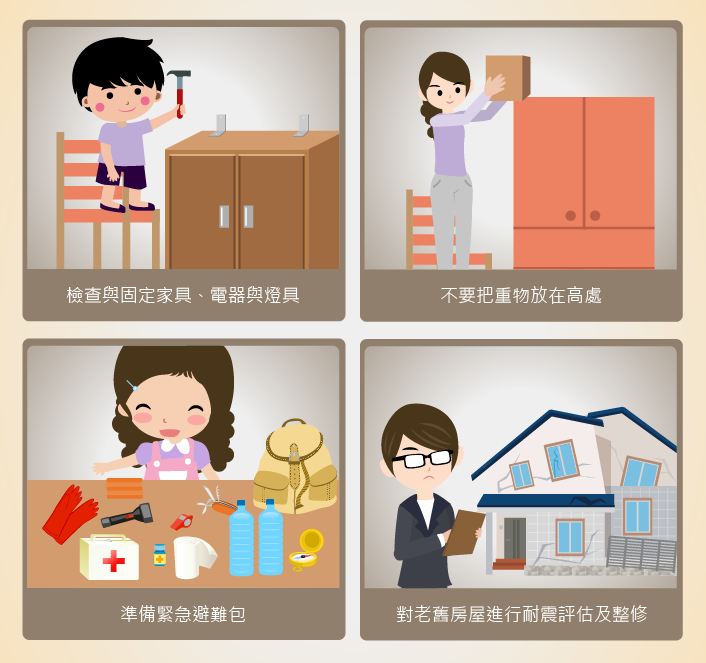 檢查與固定家具、電器與燈具
不要把重物放在高處
準備緊急避難包
對老舊房屋進行耐震評估及整修